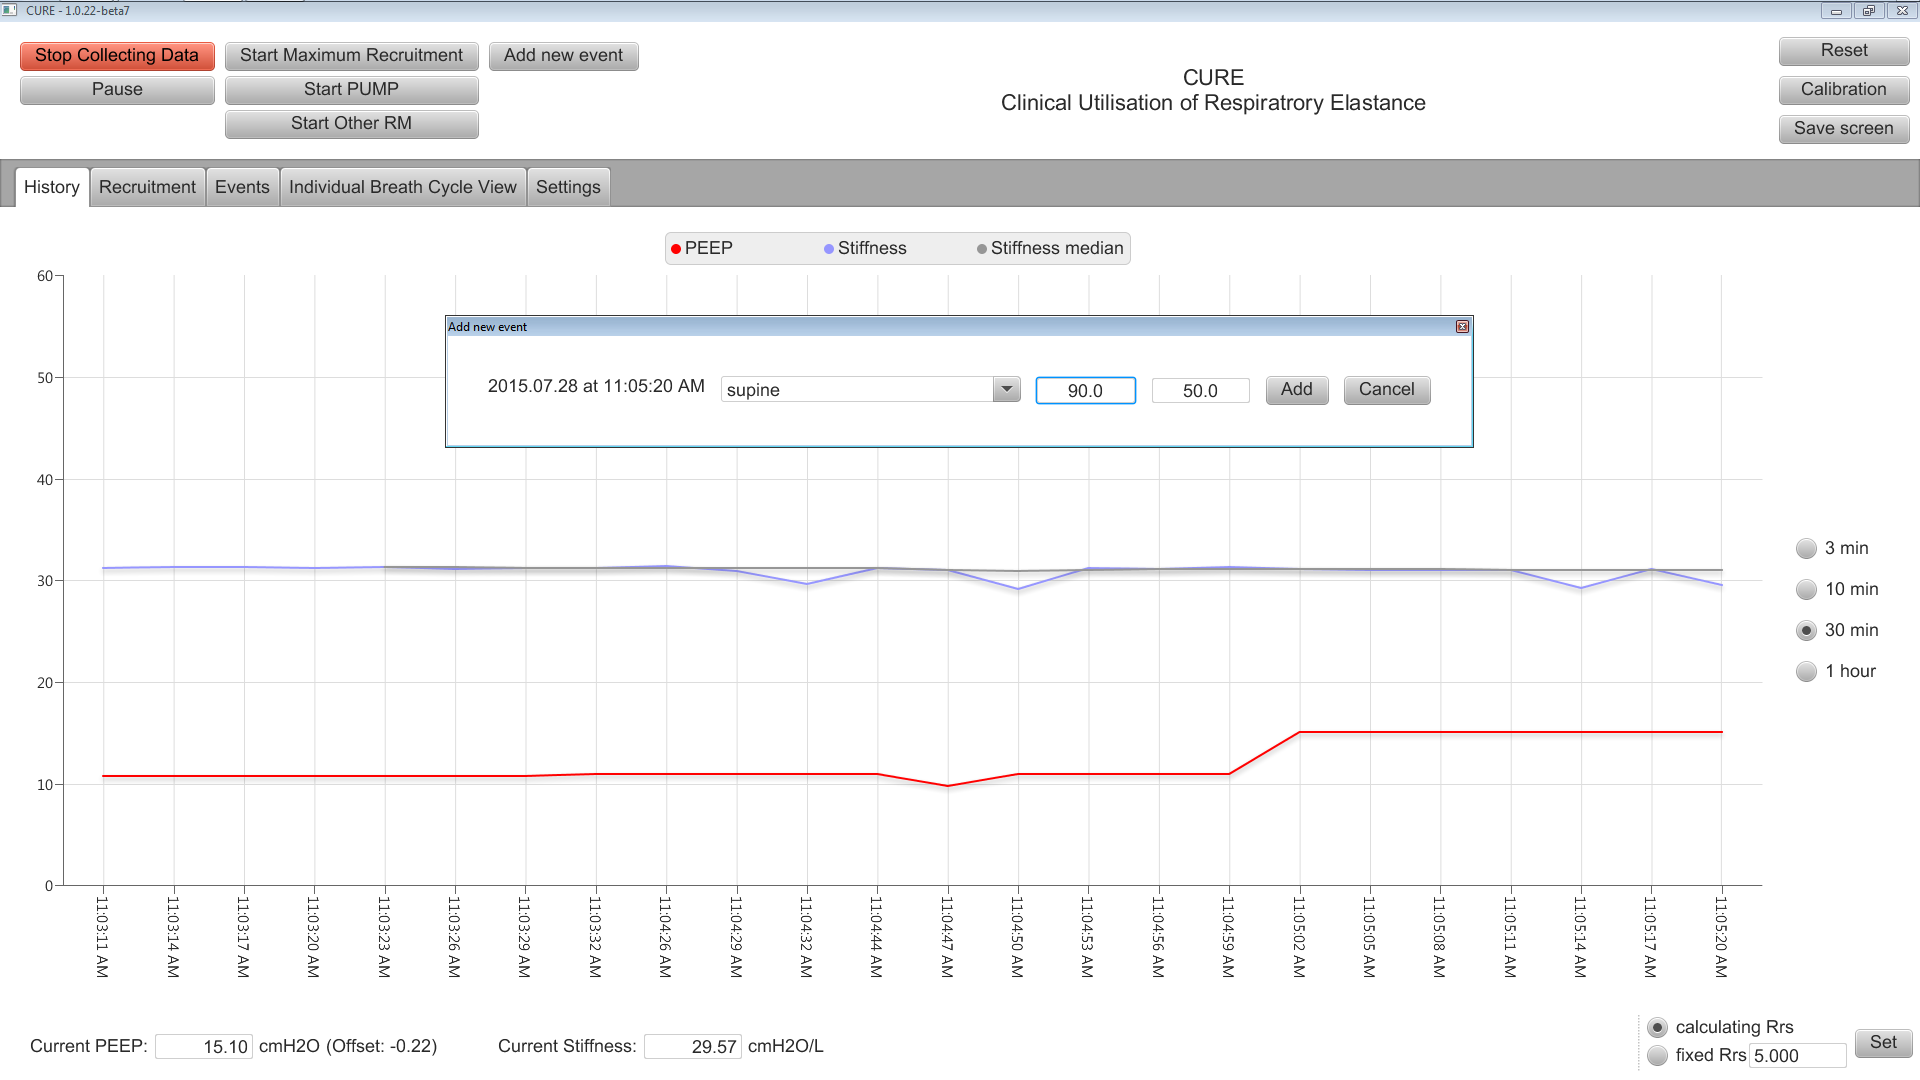 CURE - 1.0.22-beta7
Stop Collecting Data
Start Maximum Recruitment
Add new event
Pause
Start PUMP
Start Other RM
CURE
Clinical Utilisation of Respiratrory Elastance
Reset
Calibration
Save screen
History
Recruitment
Events
Individual Breath Cycle View
Settings
PEEP
Stiffness
Stiffness median
60
50
40
30
20
10
0
Add new event
2015.07.28 at 11:05:20 AM
supine
90.0
50.0
Add
Cancel
3 min
10 min
30 min
1 hour
11:03:11 AM
11:03:14 AM
11:03:17 AM
11:03:20 AM
11:03:23 AM
11:03:26 AM
11:03:29 AM
11:03:32 AM
11:04:26 AM
11:04:29 AM
11:04:32 AM
11:04:44 AM
11:04:47 AM
11:04:50 AM
11:04:53 AM
11:04:56 AM
11:04:59 AM
11:05:02 AM
11:05:05 AM
11:05:08 AM
11:05:11 AM
11:05:14 AM
11:05:17 AM
11:05:20 AM
Current PEEP: 15.10 cmH2O (Offset: -0.22)
Current Stiffness: 29.57 cmH2O/L
calculating Rrs
fixed Rrs 5.000
Set